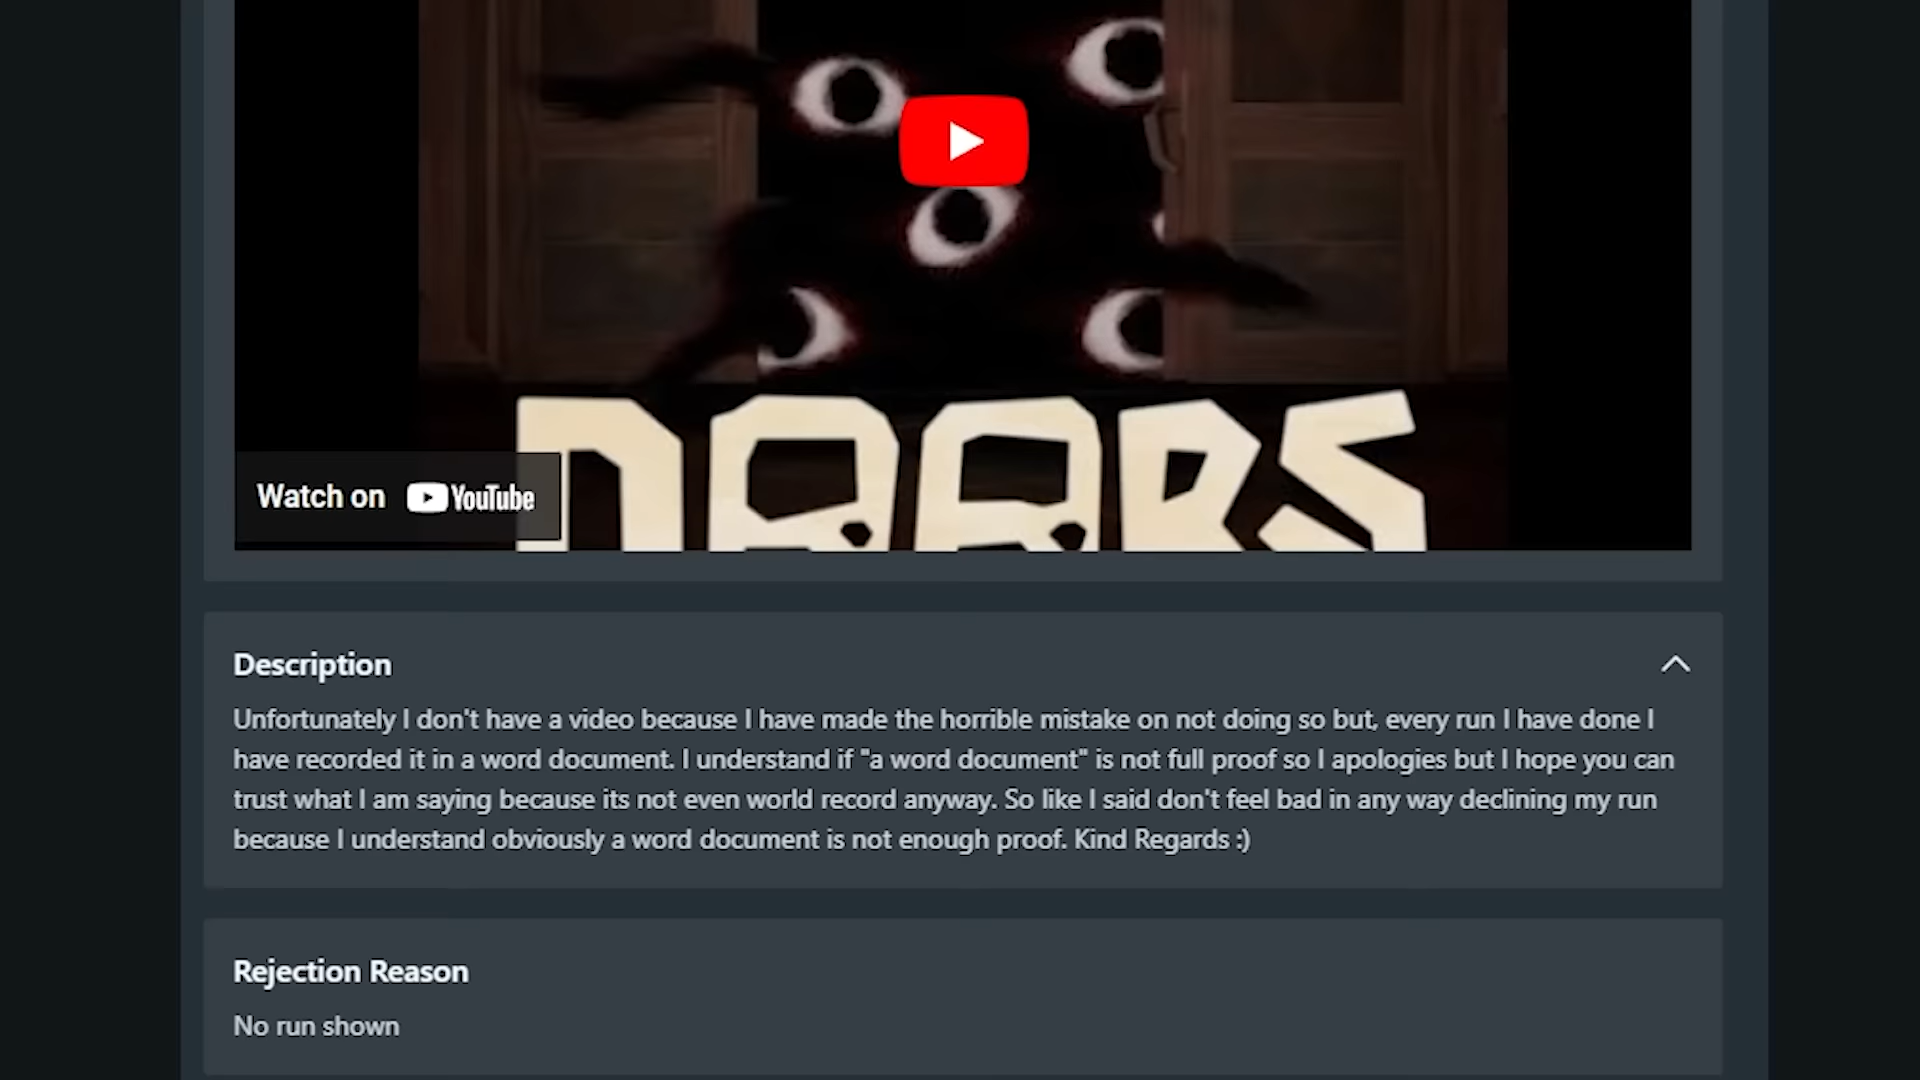 DOORS
Watch on YouTube
Description
Unfortunately I don't have a video because I have made the horrible mistake on not doing so but, every run I have done I
have recorded it in a word document. I understand if "a word document" is not full proof so I apologies but I hope you can
trust what I am saying because its not even world record anyway. So like I said don't feel bad in any way declining my run
because I understand obviously a word document is not enough proof. Kind Regards :)
Rejection Reason
No run shown